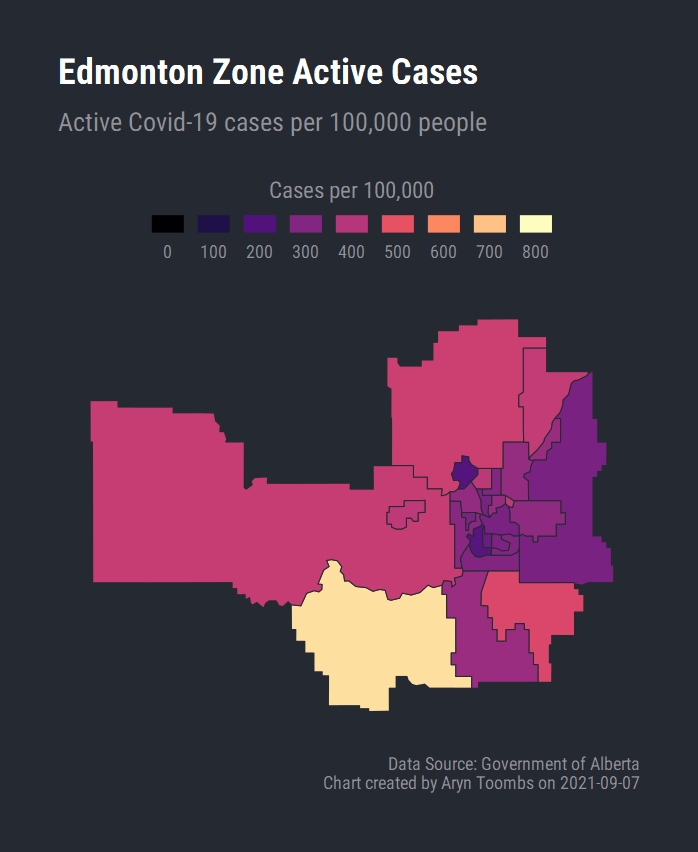 Edmonton Zone Active Cases
Active Covid-19 cases per 100,000 people
Cases per 100,000
0 100 200 300 400 500 600 700 800
Data Source: Government of Alberta
Chart created by Aryn Toombs on 2021-09-07